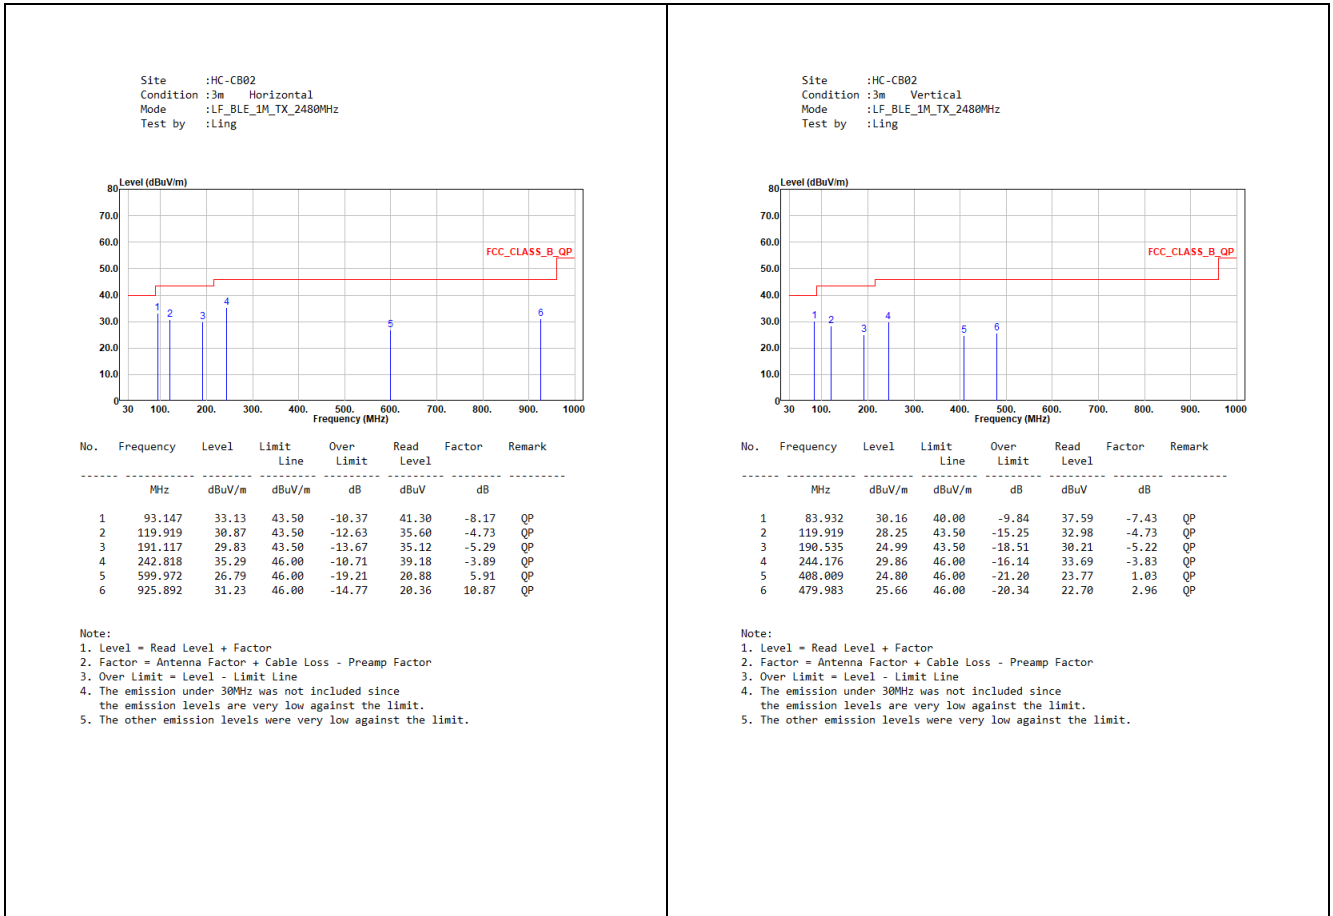 Site      :HC-CB02
Condition :3m    Horizontal
Mode      :LF_BLE_1M_TX_2480MHz
Test by   :Ling
Level (dBuV/m)
80
70.0
60.0
50.0
40.0
30.0
20.0
10.0
0
FCC_CLASS_B_QP
1 2 3 4 5 6
30 100. 200. 300. 400. 500. 600. 700. 800. 900. 1000
Frequency (MHz)
No. Frequency Level Limit Over Read Factor Remark
Line Limit Level
------ ---------- -------- --------- -------- --------- -------- ---------
MHz dBuV/m dBuV/m dB dBuV dB
1 93.147 33.13 43.50 -10.37 41.30 -8.17 QP
2 119.919 30.87 43.50 -12.63 35.60 -4.73 QP
3 191.117 29.83 43.50 -13.67 35.12 -5.29 QP
4 242.818 35.29 46.00 -10.71 39.18 -3.89 QP
5 599.972 26.79 46.00 -19.21 20.88 5.91 QP
6 925.892 31.23 46.00 -14.77 20.36 10.87 QP
Note:
1. Level = Read Level + Factor
2. Factor = Antenna Factor + Cable Loss - Preamp Factor
3. Over Limit = Level - Limit Line
4. The emission under 30MHz was not included since
the emission levels are very low against the limit.
5. The other emission levels were very low against the limit.
Site      :HC-CB02
Condition :3m    Vertical
Mode      :LF_BLE_1M_TX_2480MHz
Test by   :Ling
Level (dBuV/m)
80
70.0
60.0
50.0
40.0
30.0
20.0
10.0
0
FCC_CLASS_B_QP
1 2 3 4 5 6
30 100. 200. 300. 400. 500. 600. 700. 800. 900. 1000
Frequency (MHz)
No. Frequency Level Limit Over Read Factor Remark
Line Limit Level
------ ---------- -------- --------- -------- --------- -------- ---------
MHz dBuV/m dBuV/m dB dBuV dB
1 83.932 30.16 40.00 -9.84 37.59 -7.43 QP
2 119.919 28.25 43.50 -15.25 32.98 -4.73 QP
3 190.535 24.99 43.50 -18.51 30.21 -5.22 QP
4 244.176 29.86 46.00 -16.14 33.69 -3.83 QP
5 408.009 24.80 46.00 -21.20 23.77 1.03 QP
6 479.983 25.66 46.00 -20.34 22.70 2.96 QP
Note:
1. Level = Read Level + Factor
2. Factor = Antenna Factor + Cable Loss - Preamp Factor
3. Over Limit = Level - Limit Line
4. The emission under 30MHz was not included since
the emission levels are very low against the limit.
5. The other emission levels were very low against the limit.